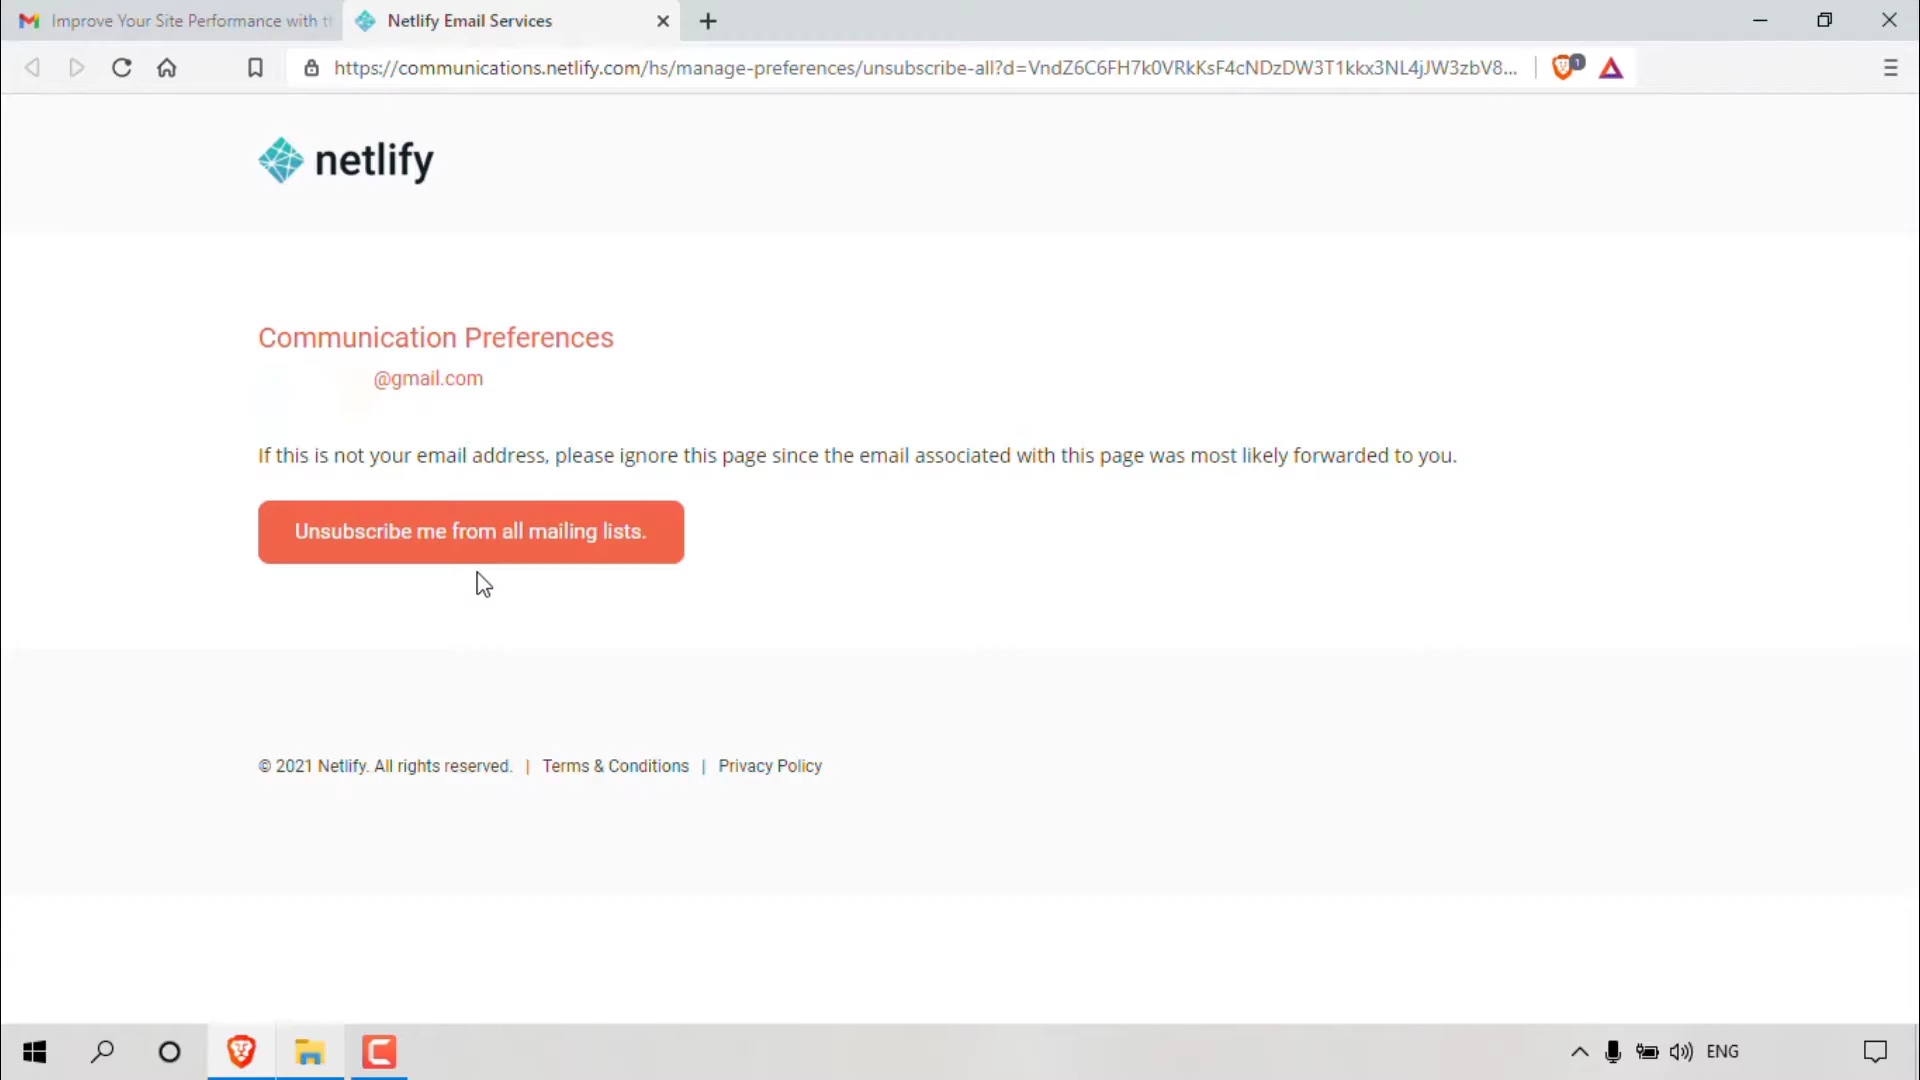 Improve Your Site Performance with
Netlify Email Services
https://communications.netlify.com/hs/manage-preferences/unsubscribe-all?d=VndZ6C6FH7k0VRkKsF4cNDzDW3T1kkx3NL4jJW3zbV8...
1
netlify
Communication Preferences
@gmail.com
If this is not your email address, please ignore this page since the email associated with this page was most likely forwarded to you.
Unsubscribe me from all mailing lists.
© 2021 Netlify. All rights reserved. | Terms & Conditions | Privacy Policy
ENG